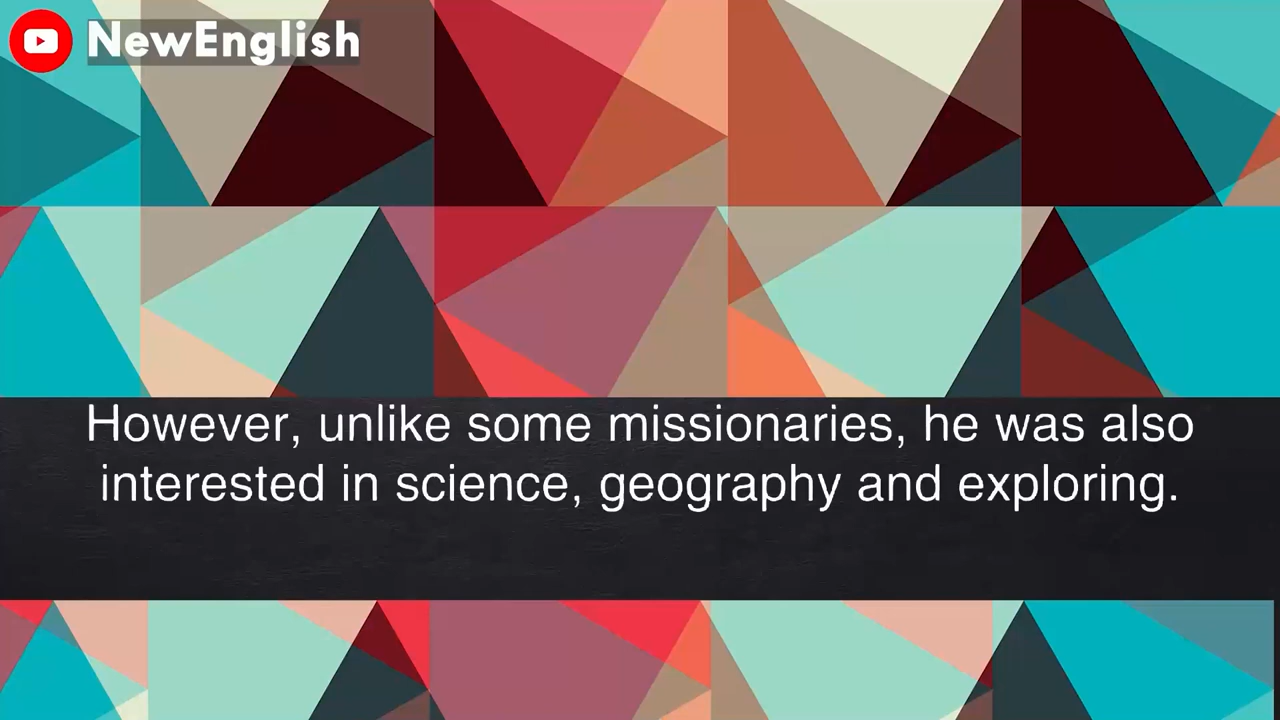 NewEnglish
However, unlike some missionaries, he was also
interested in science, geography and exploring.